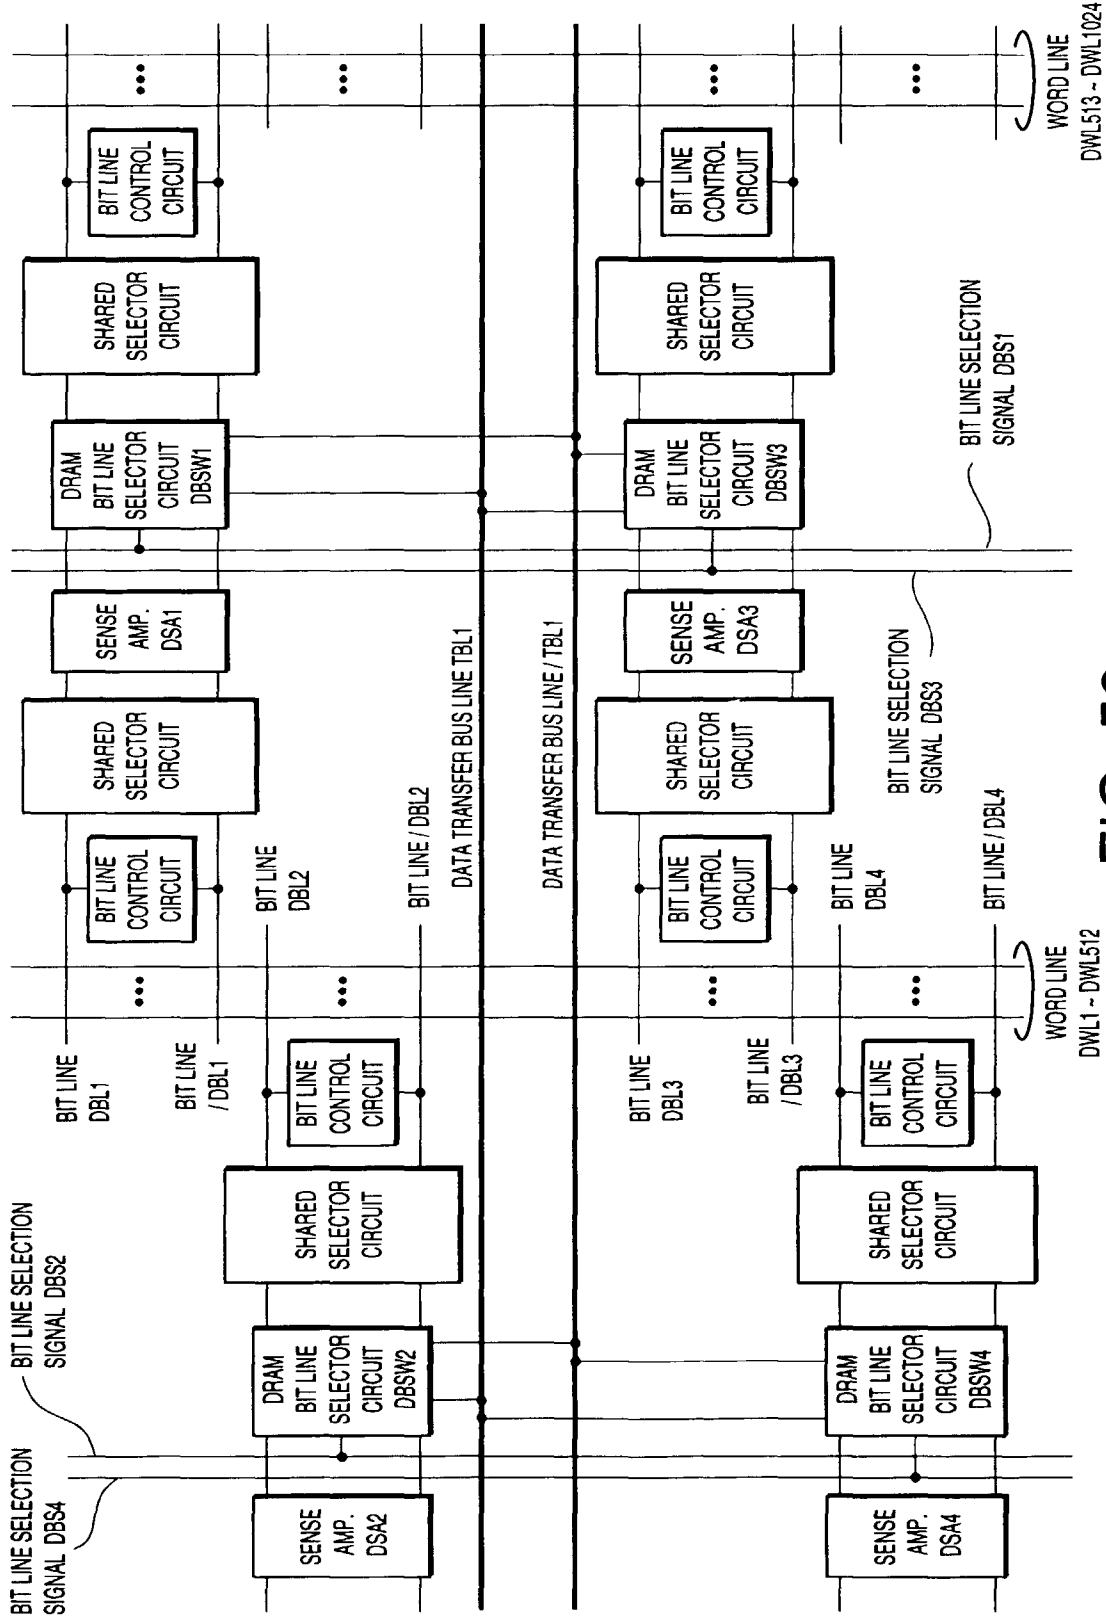 BIT LINE SELECTION
SIGNAL DBS4
BIT LINE SELECTION
SIGNAL DBS2
BIT LINE
DBL1
BIT LINE
/DBL1
BIT LINE
CONTROL
CIRCUIT
SHARED
SELECTOR
CIRCUIT
SENSE
AMP.
DSA1
DRAM
BIT LINE
SELECTOR
CIRCUIT
DBSW1
SHARED
SELECTOR
CIRCUIT
BIT LINE
CONTROL
CIRCUIT
SENSE
AMP.
DSA2
DRAM
BIT LINE
SELECTOR
CIRCUIT
DBSW2
SHARED
SELECTOR
CIRCUIT
BIT LINE
CONTROL
CIRCUIT
BIT LINE
DBL2
BIT LINE / DBL2
DATA TRANSFER BUS LINE TBL1
DATA TRANSFER BUS LINE / TBL1
BIT LINE
DBL3
BIT LINE
/DBL3
BIT LINE
CONTROL
CIRCUIT
SHARED
SELECTOR
CIRCUIT
SENSE
AMP.
DSA3
DRAM
BIT LINE
SELECTOR
CIRCUIT
DBSW3
SHARED
SELECTOR
CIRCUIT
BIT LINE
CONTROL
CIRCUIT
SENSE
AMP.
DSA4
DRAM
BIT LINE
SELECTOR
CIRCUIT
DBSW4
SHARED
SELECTOR
CIRCUIT
BIT LINE
CONTROL
CIRCUIT
BIT LINE
DBL4
BIT LINE / DBL4
BIT LINE SELECTION
SIGNAL DBS3
BIT LINE SELECTION
SIGNAL DBS1
WORD LINE
DWL1 ~ DWL512
WORD LINE
DWL513 ~ DWL1024